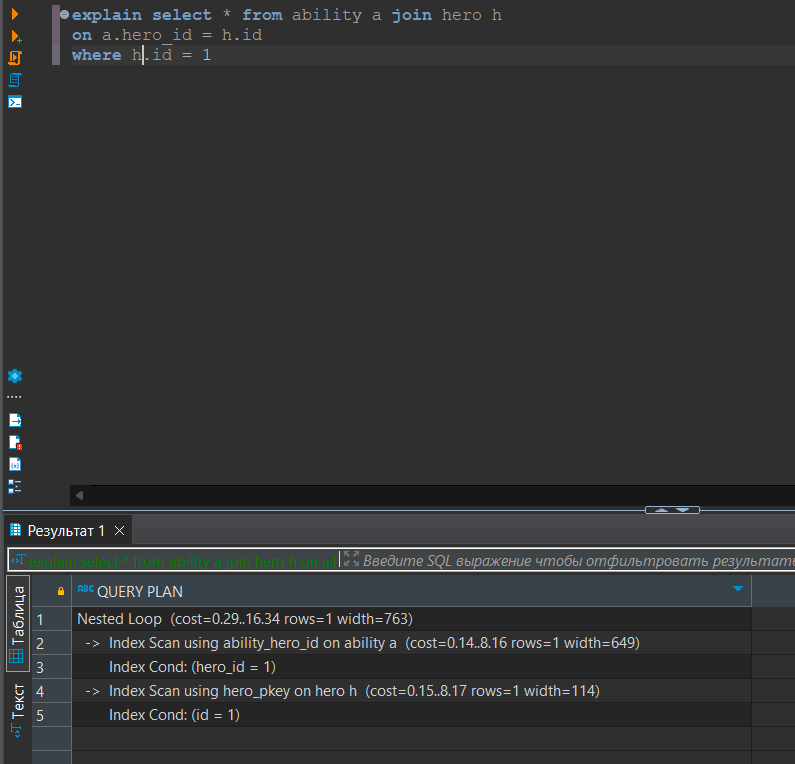 explain select * from ability a join hero h
on a.hero_id = h.id
where h.id = 1
Результат 1
explain select * from ability a join hero h on a.
Введите SQL выражение чтобы отфильтровать результат
Таблица
Текст
ABC QUERY PLAN
1 Nested Loop (cost=0.29..16.34 rows=1 width=763)
2 -> Index Scan using ability_hero_id on ability a (cost=0.14..8.16 rows=1 width=649)
3 Index Cond: (hero_id = 1)
4 -> Index Scan using hero_pkey on hero h (cost=0.15..8.17 rows=1 width=114)
5 Index Cond: (id = 1)